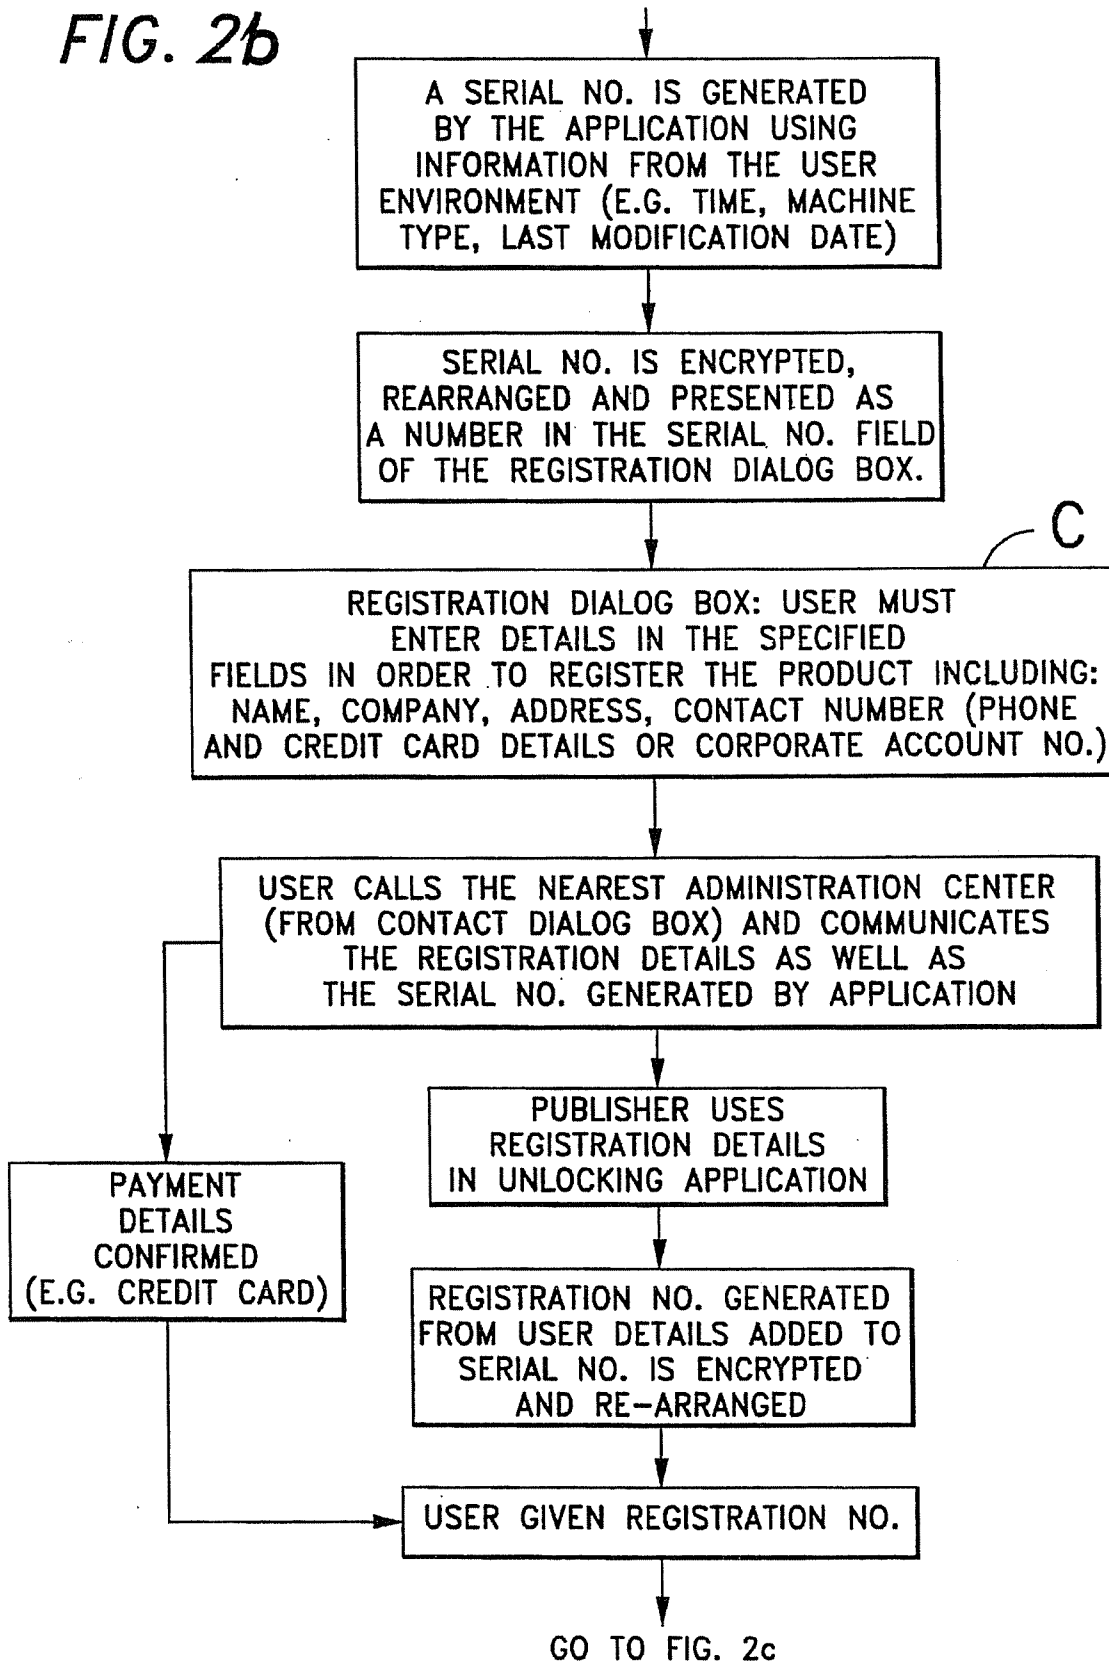 FIG. 2b
A SERIAL NO. IS GENERATED
BY THE APPLICATION USING
INFORMATION FROM THE USER
ENVIRONMENT (E.G. TIME, MACHINE
TYPE, LAST MODIFICATION DATE)
SERIAL NO. IS ENCRYPTED,
REARRANGED AND PRESENTED AS
A NUMBER IN THE SERIAL NO. FIELD
OF THE REGISTRATION DIALOG BOX.
C
REGISTRATION DIALOG BOX: USER MUST
ENTER DETAILS IN THE SPECIFIED
FIELDS IN ORDER TO REGISTER THE PRODUCT INCLUDING:
NAME, COMPANY, ADDRESS, CONTACT NUMBER (PHONE
AND CREDIT CARD DETAILS OR CORPORATE ACCOUNT NO.)
USER CALLS THE NEAREST ADMINISTRATION CENTER
(FROM CONTACT DIALOG BOX) AND COMMUNICATES
THE REGISTRATION DETAILS AS WELL AS
THE SERIAL NO. GENERATED BY APPLICATION
PUBLISHER USES
REGISTRATION DETAILS
IN UNLOCKING APPLICATION
PAYMENT
DETAILS
CONFIRMED
(E.G. CREDIT CARD)
REGISTRATION NO. GENERATED
FROM USER DETAILS ADDED TO
SERIAL NO. IS ENCRYPTED
AND RE-ARRANGED
USER GIVEN REGISTRATION NO.
GO TO FIG. 2c